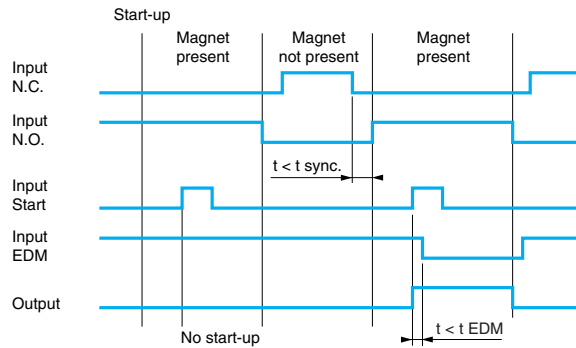 Start-up
Magnet
present
Magnet
not present
Magnet
present
Input
N.C.
Input
N.O.
t < t sync.
Input
Start
Input
EDM
Output
t < t EDM
No start-up